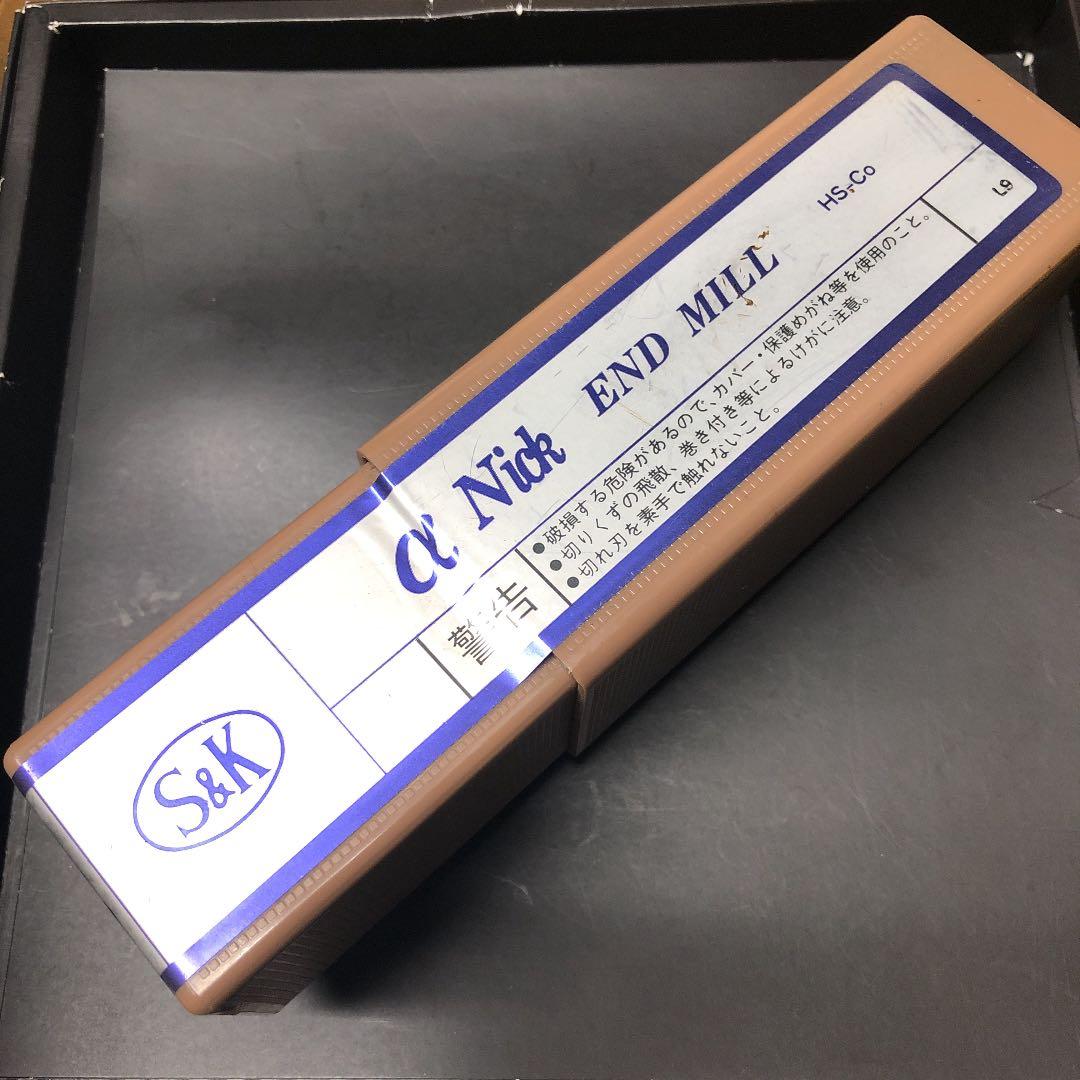 S&K
α Nick END MILL
HS-Co
警告
●破損する危険があるので、カバー・保護めがね等を使用のこと。
●切りくずの飛散、巻き付き等によるけがに注意。
●切れ刃を素手で触れないこと。
L9